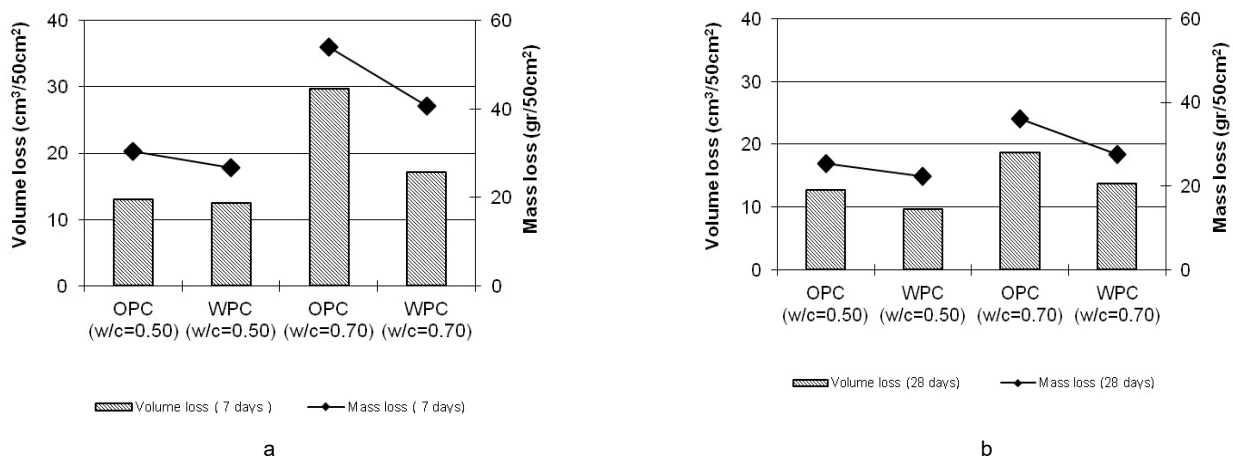 Volume loss (cm³/50cm²)
40
30
20
10
0
60
40
20
0
Mass loss (gr/50cm²)
OPC WPC OPC WPC
(w/c=0.50) (w/c=0.50) (w/c=0.70) (w/c=0.70)
Volume loss ( 7 days ) Mass loss ( 7 days)
a
Volume loss (cm³/50cm²)
40
30
20
10
0
60
40
20
0
Mass loss (gr/50cm²)
OPC WPC OPC WPC
(w/c=0.50) (w/c=0.50) (w/c=0.70) (w/c=0.70)
Volume loss (28 days) Mass loss (28 days)
b